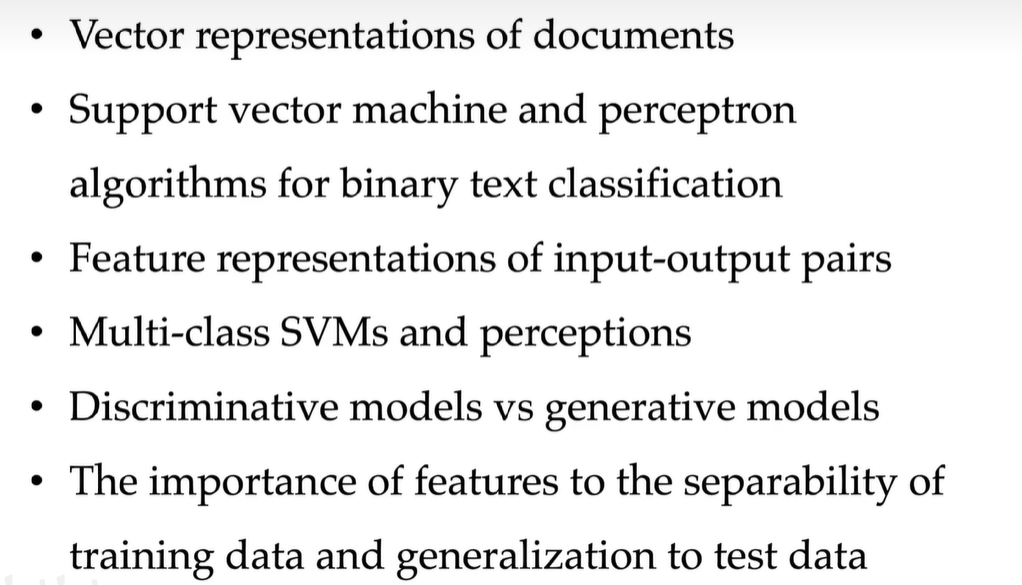 • Vector representations of documents
• Support vector machine and perceptron
algorithms for binary text classification
• Feature representations of input-output pairs
• Multi-class SVMs and perceptions
• Discriminative models vs generative models
• The importance of features to the separability of
training data and generalization to test data